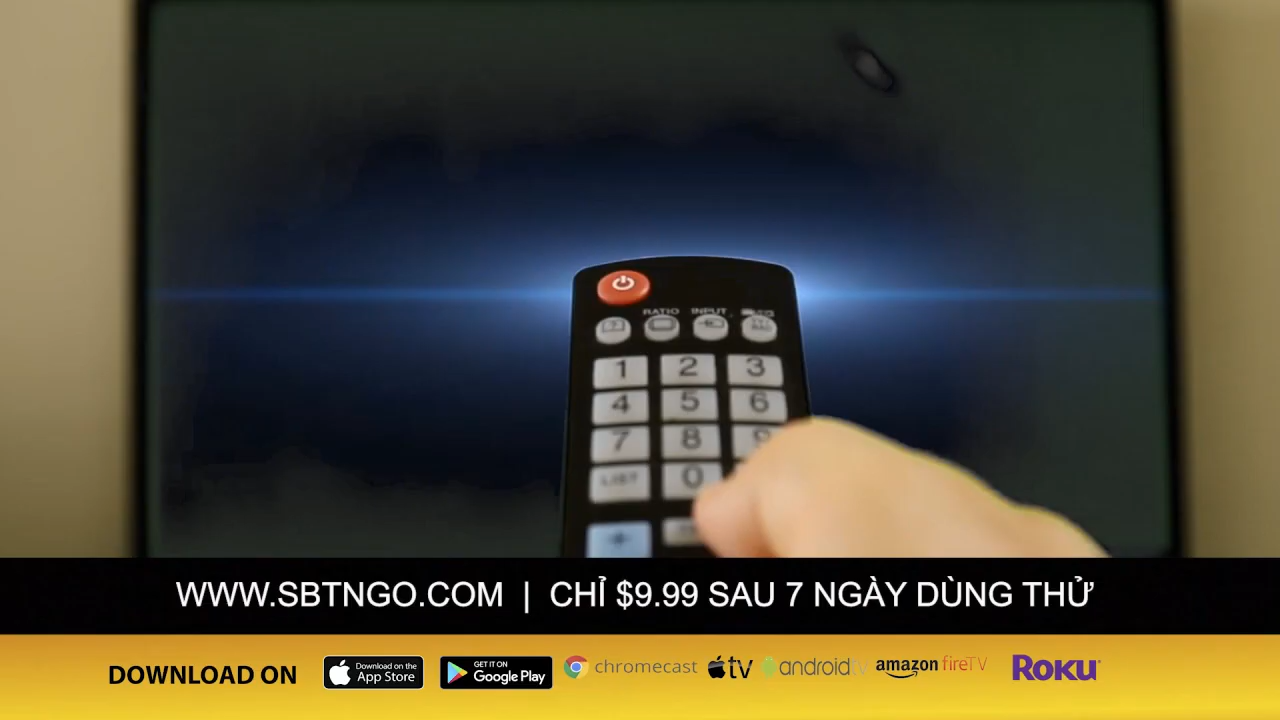 RATIO INPUT
1 2 3
4 5 6
7 8 9
LIST 0
+
WWW.SBTNGO.COM | CHỈ $9.99 SAU 7 NGÀY DÙNG THỬ
DOWNLOAD ON
Download on the
App Store
GET IT ON
Google Play
chromecast
tv
androidtv
amazon fireTV
ROKU